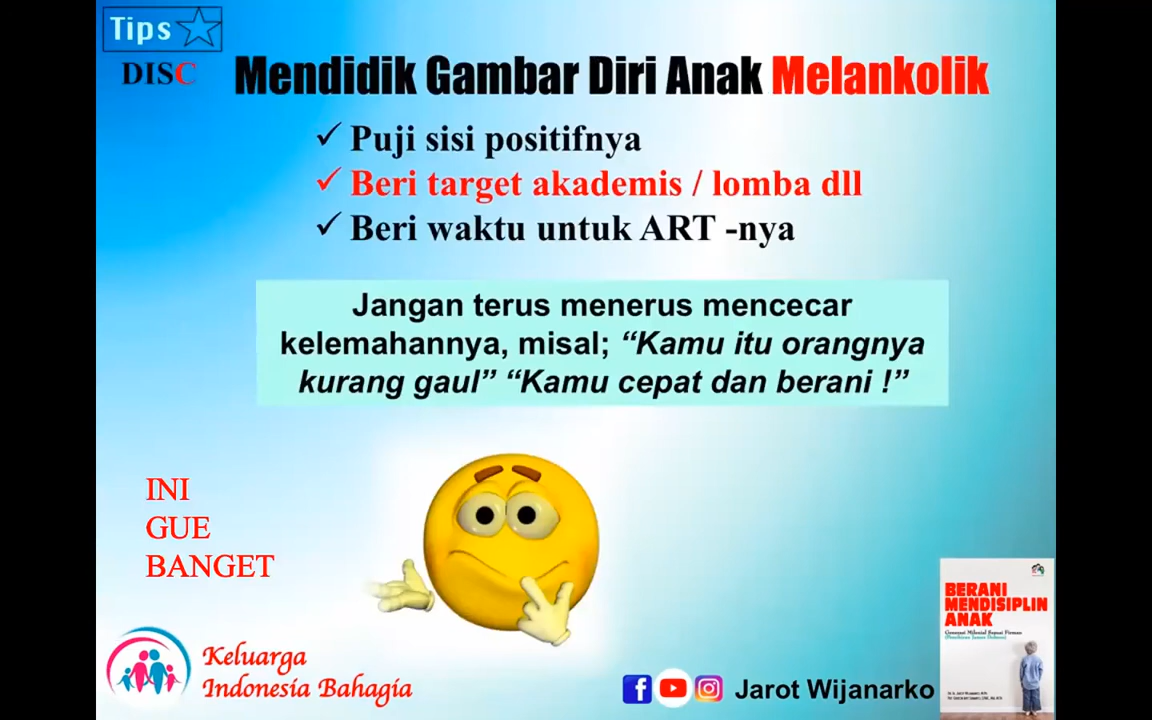 Tips
DISC
Mendidik Gambar Diri Anak Melankolik
✓ Puji sisi positifnya
✓ Beri target akademis / lomba dll
✓ Beri waktu untuk ART -nya
Jangan terus menerus mencecar
kelemahannya, misal; “Kamu itu orangnya
kurang gaul” “Kamu cepat dan berani !”
INI
GUE
BANGET
Keluarga
Indonesia Bahagia
Jarot Wijanarko
BERANI
MENDISIPLIN
ANAK